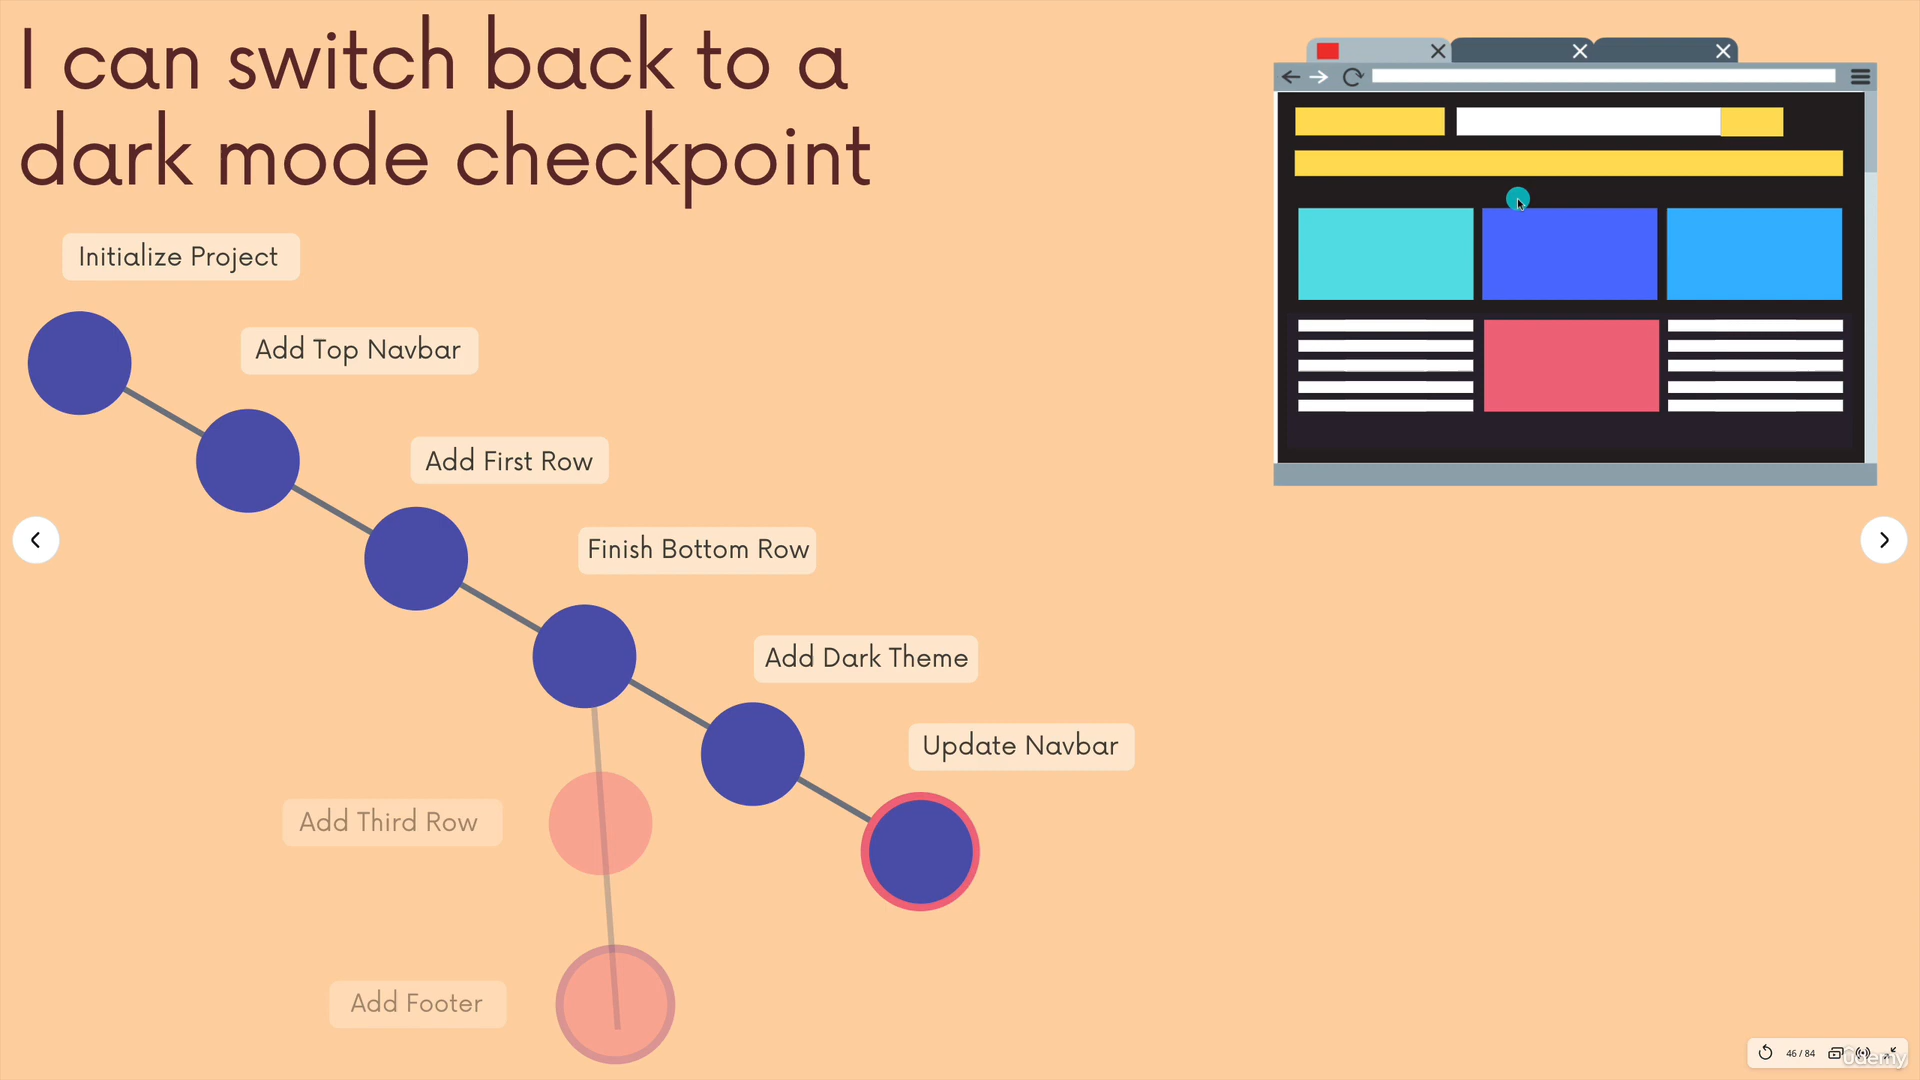 I can switch back to a
dark mode checkpoint
Initialize Project
Add Top Navbar
Add First Row
Finish Bottom Row
Add Dark Theme
Update Navbar
Add Third Row
Add Footer
46 / 84
ûdemy